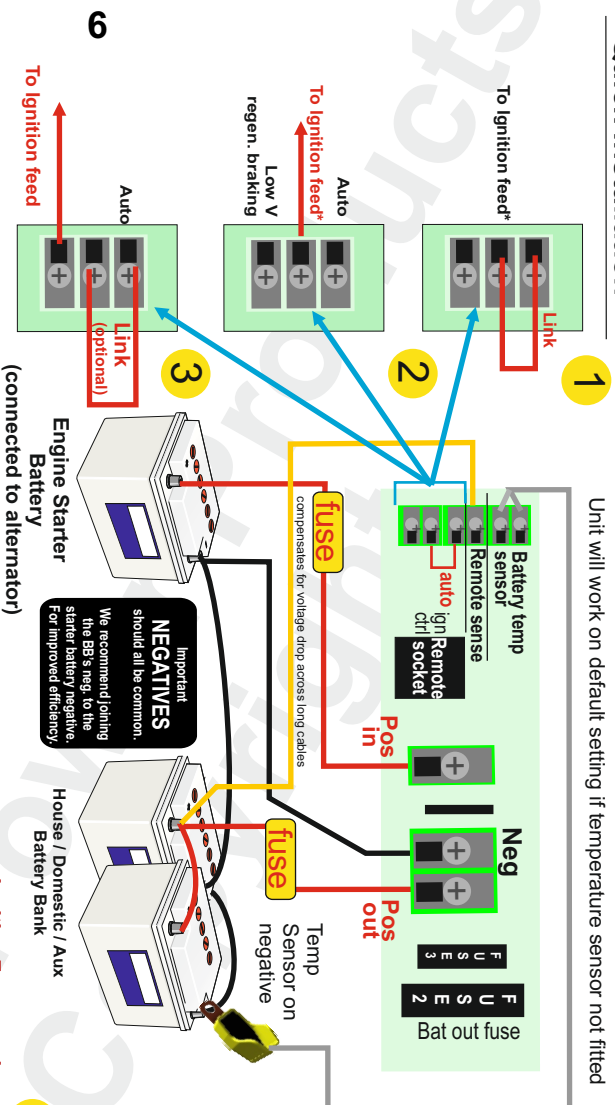 Unit will work on default setting if temperature sensor not fitted
1
Link
To Ignition feed*
2
Auto
To Ignition feed*
Low V
regen. braking
3
Auto
Link
(optional)
To Ignition feed
6
Battery temp
sensor
Remote sense
auto
ign
ctrl
Remote
socket
Pos
in
Neg
Pos
out
FUSE 3
FUSE 2
Bat out fuse
fuse
compensates for voltage drop across long cables
fuse
Temp
Sensor on
negative
Engine Starter
Battery
(connected to alternator)
Important
NEGATIVES
should all be common.
We recommend joining
the BB's neg. to the
starter battery negative.
For improved efficiency,
House / Domestic / Aux
Battery Bank